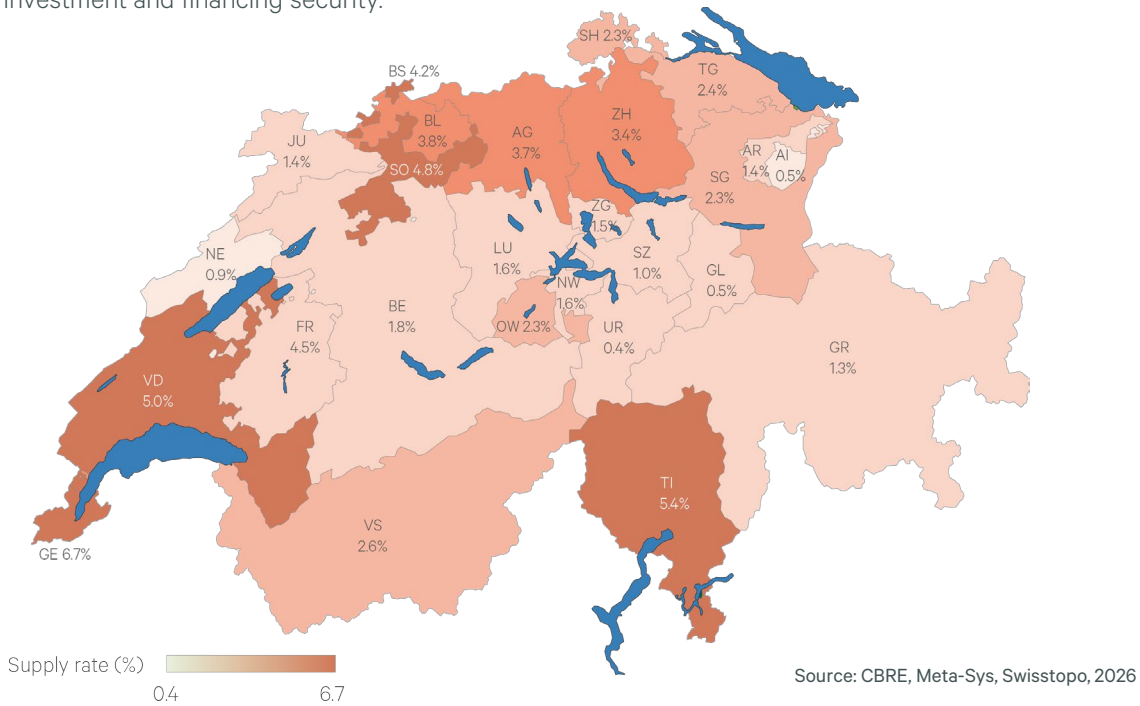 investment and financing security.
SH 2.3%
BS 4.2%
TG
2.4%
BL
3.8%
ZH
3.4%
AG
3.7%
JU
1.4%
SO 4.8%
AR
1.4%
AI
0.5%
SG
2.3%
ZG
1.5%
NE
0.9%
LU
1.6%
SZ
1.0%
GL
0.5%
NW
1.6%
BE
1.8%
FR
4.5%
OW 2.3%
UR
0.4%
GR
1.3%
VD
5.0%
TI
5.4%
VS
2.6%
GE 6.7%
Supply rate (%)
0.4
6.7
Source: CBRE, Meta-Sys, Swisstopo, 2026